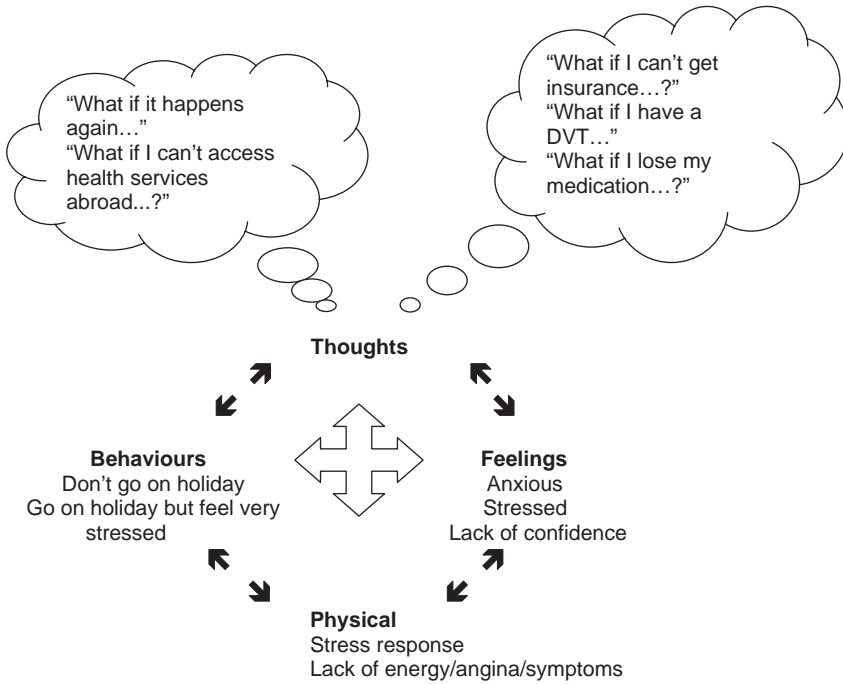 “What if it happens
again…”
“What if I can’t access
health services
abroad...?”
“What if I can’t get
insurance…?”
“What if I have a
DVT…”
“What if I lose my
medication…?”
Thoughts
Behaviours
Don’t go on holiday
Go on holiday but feel very
stressed
Feelings
Anxious
Stressed
Lack of confidence
Physical
Stress response
Lack of energy/angina/symptoms